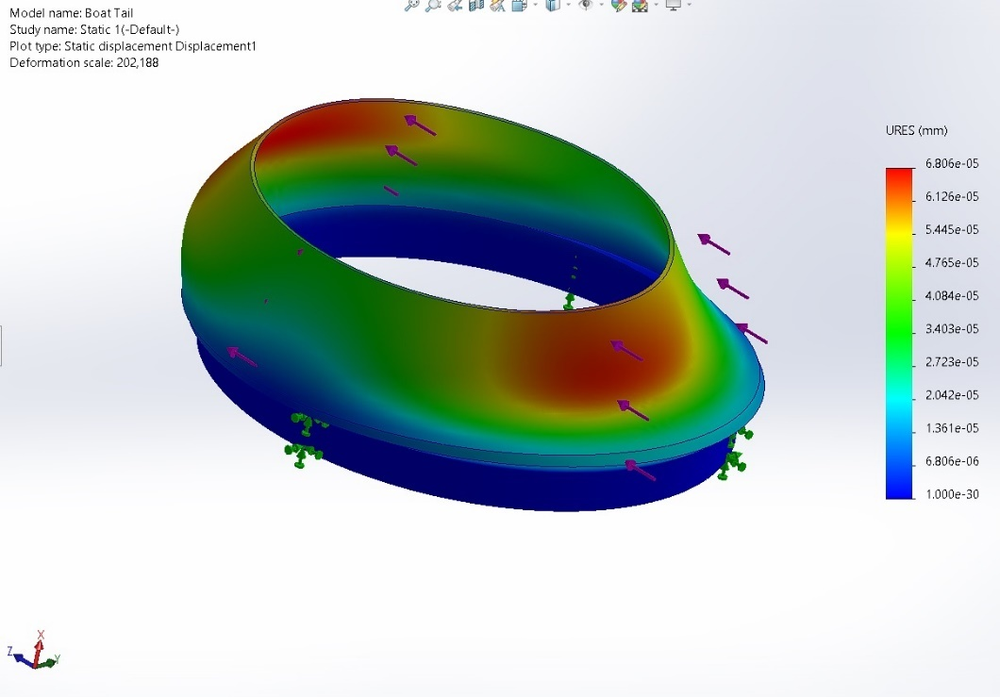 Model name: Boat Tail
Study name: Static 1(-Default-)
Plot type: Static displacement Displacement1
Deformation scale: 202,188
URES (mm)
6.806e-05
6.126e-05
5.445e-05
4.765e-05
4.084e-05
3.403e-05
2.723e-05
2.042e-05
1.361e-05
6.806e-06
1.000e-30
X
Z
Y